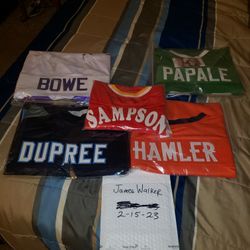 BOWE
PAPALE
SAMPSON
DUPREE
HAMLER
James Walker
2-15-23